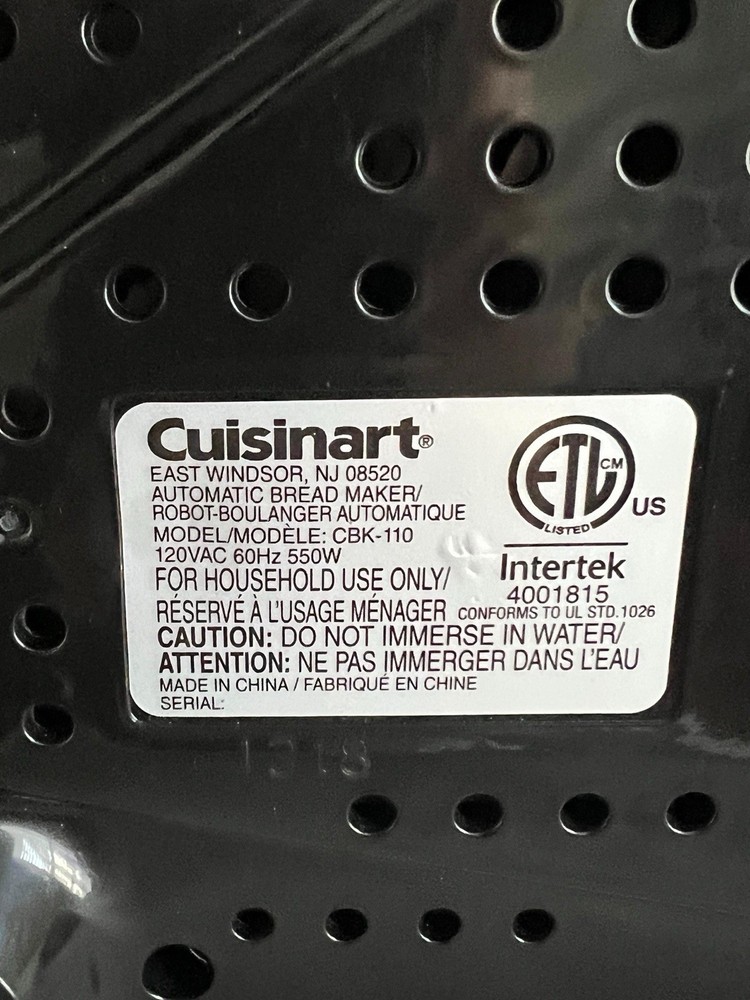 Cuisinart®
EAST WINDSOR, NJ 08520
AUTOMATIC BREAD MAKER/
ROBOT-BOULANGER AUTOMATIQUE
MODEL/MODÈLE: CBK-110
120VAC 60Hz 550W
FOR HOUSEHOLD USE ONLY/
RÉSERVÉ À L'USAGE MÉNAGER
CAUTION: DO NOT IMMERSE IN WATER/
ATTENTION: NE PAS IMMERGER DANS L'EAU
MADE IN CHINA / FABRIQUÉ EN CHINE
SERIAL:
ETL CM
US
LISTED
Intertek
4001815
CONFORMS TO UL STD.1026